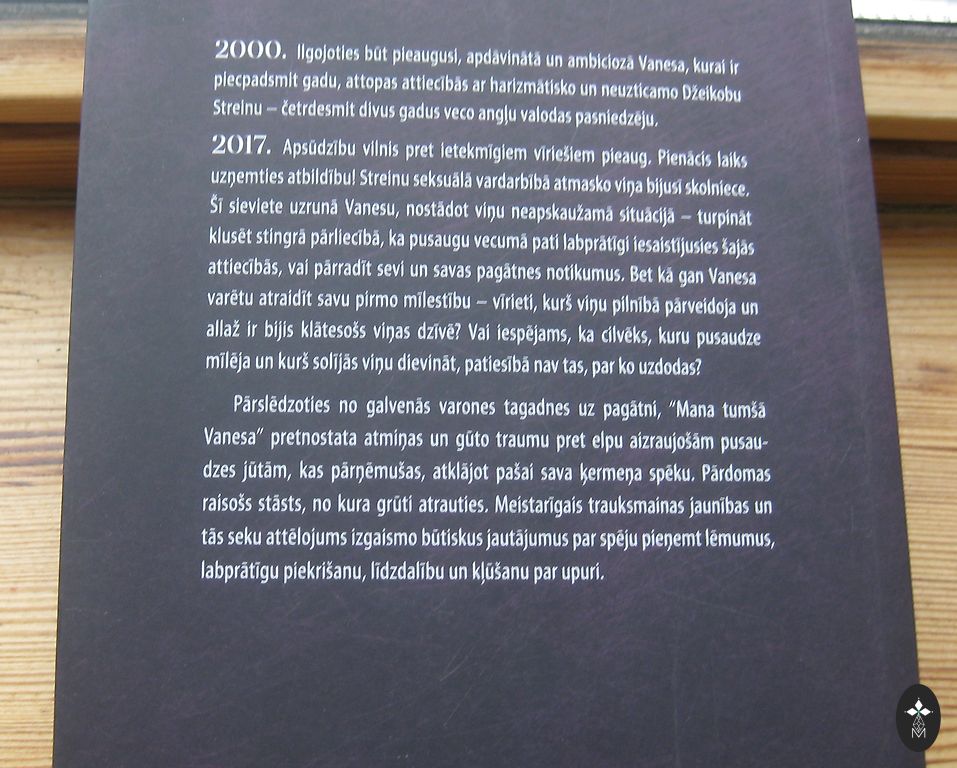 2000. Ilgojoties būt pieaugusi, apdāvinātā un ambiciozā Vanesa, kurai ir
piecpadsmit gadu, attopas attiecībās ar harizmātisko un neuzticamo Džeikobu
Streinu – četrdesmit divus gadus veco angļu valodas pasniedzēju.
2017. Apsūdzību vilnis pret ietekmīgiem vīriešiem pieaug. Pienācis laiks
uzņemties atbildību! Streinu seksuālā vardarbībā atmasko viņa bijusī skolniece.
Šī sieviete uzrunā Vanesu, nostādot viņu neapskaužamā situācijā – turpināt
klusēt stingrā pārliecībā, ka pusaugu vecumā pati labprātīgi iesaistījusies šajās
attiecībās, vai pārradīt sevi un savas pagātnes notikumus. Bet kā gan Vanesa
varētu atraidīt savu pirmo mīlestību – vīrieti, kurš viņu pilnībā pārveidoja un
allaž ir bijis klātesošs viņas dzīvē? Vai iespējams, ka cilvēks, kuru pusaudze
mīlēja un kurš solījās viņu dievināt, patiesībā nav tas, par ko uzdodas?
Pārslēdzoties no galvenās varones tagadnes uz pagātni, “Mana tumšā
Vanesa” pretnostata atmiņas un gūto traumu pret elpu aizraujošām pusau-
dzes jūtām, kas pārņēmušas, atklājot pašai sava ķermeņa spēku. Pārdomas
raisošs stāsts, no kura grūti atrauties. Meistarīgais trauksmainas jaunības un
tās seku attēlojums izgaismo būtiskus jautājumus par spēju pieņemt lēmumus,
labprātīgu piekrišanu, līdzdalību un kļūšanu par upuri.
M